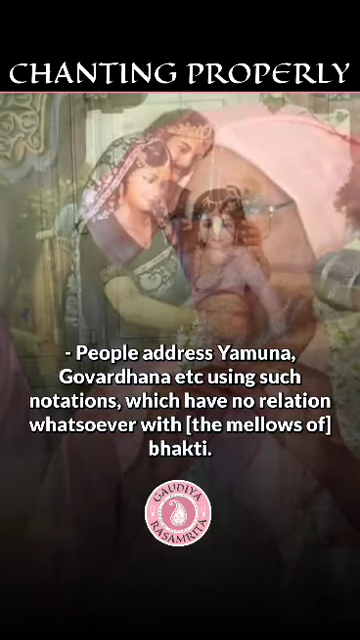 CHANTING PROPERLY
- People address Yamuna,
Govardhana etc using such
notations, which have no relation
whatsoever with [the mellows of]
bhakti.
GAUDIYA
RASAMRITA